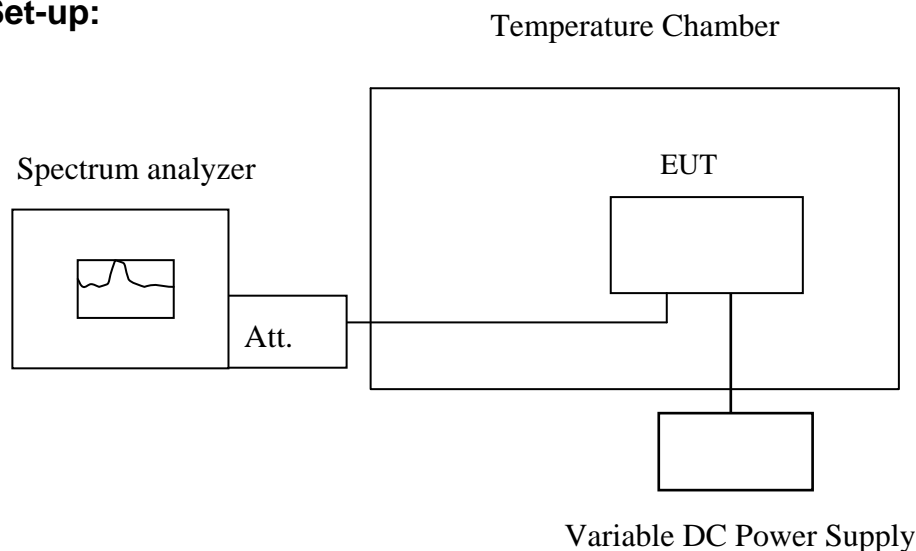 Set-up:
Temperature Chamber
Spectrum analyzer
EUT
Att.
Variable DC Power Supply